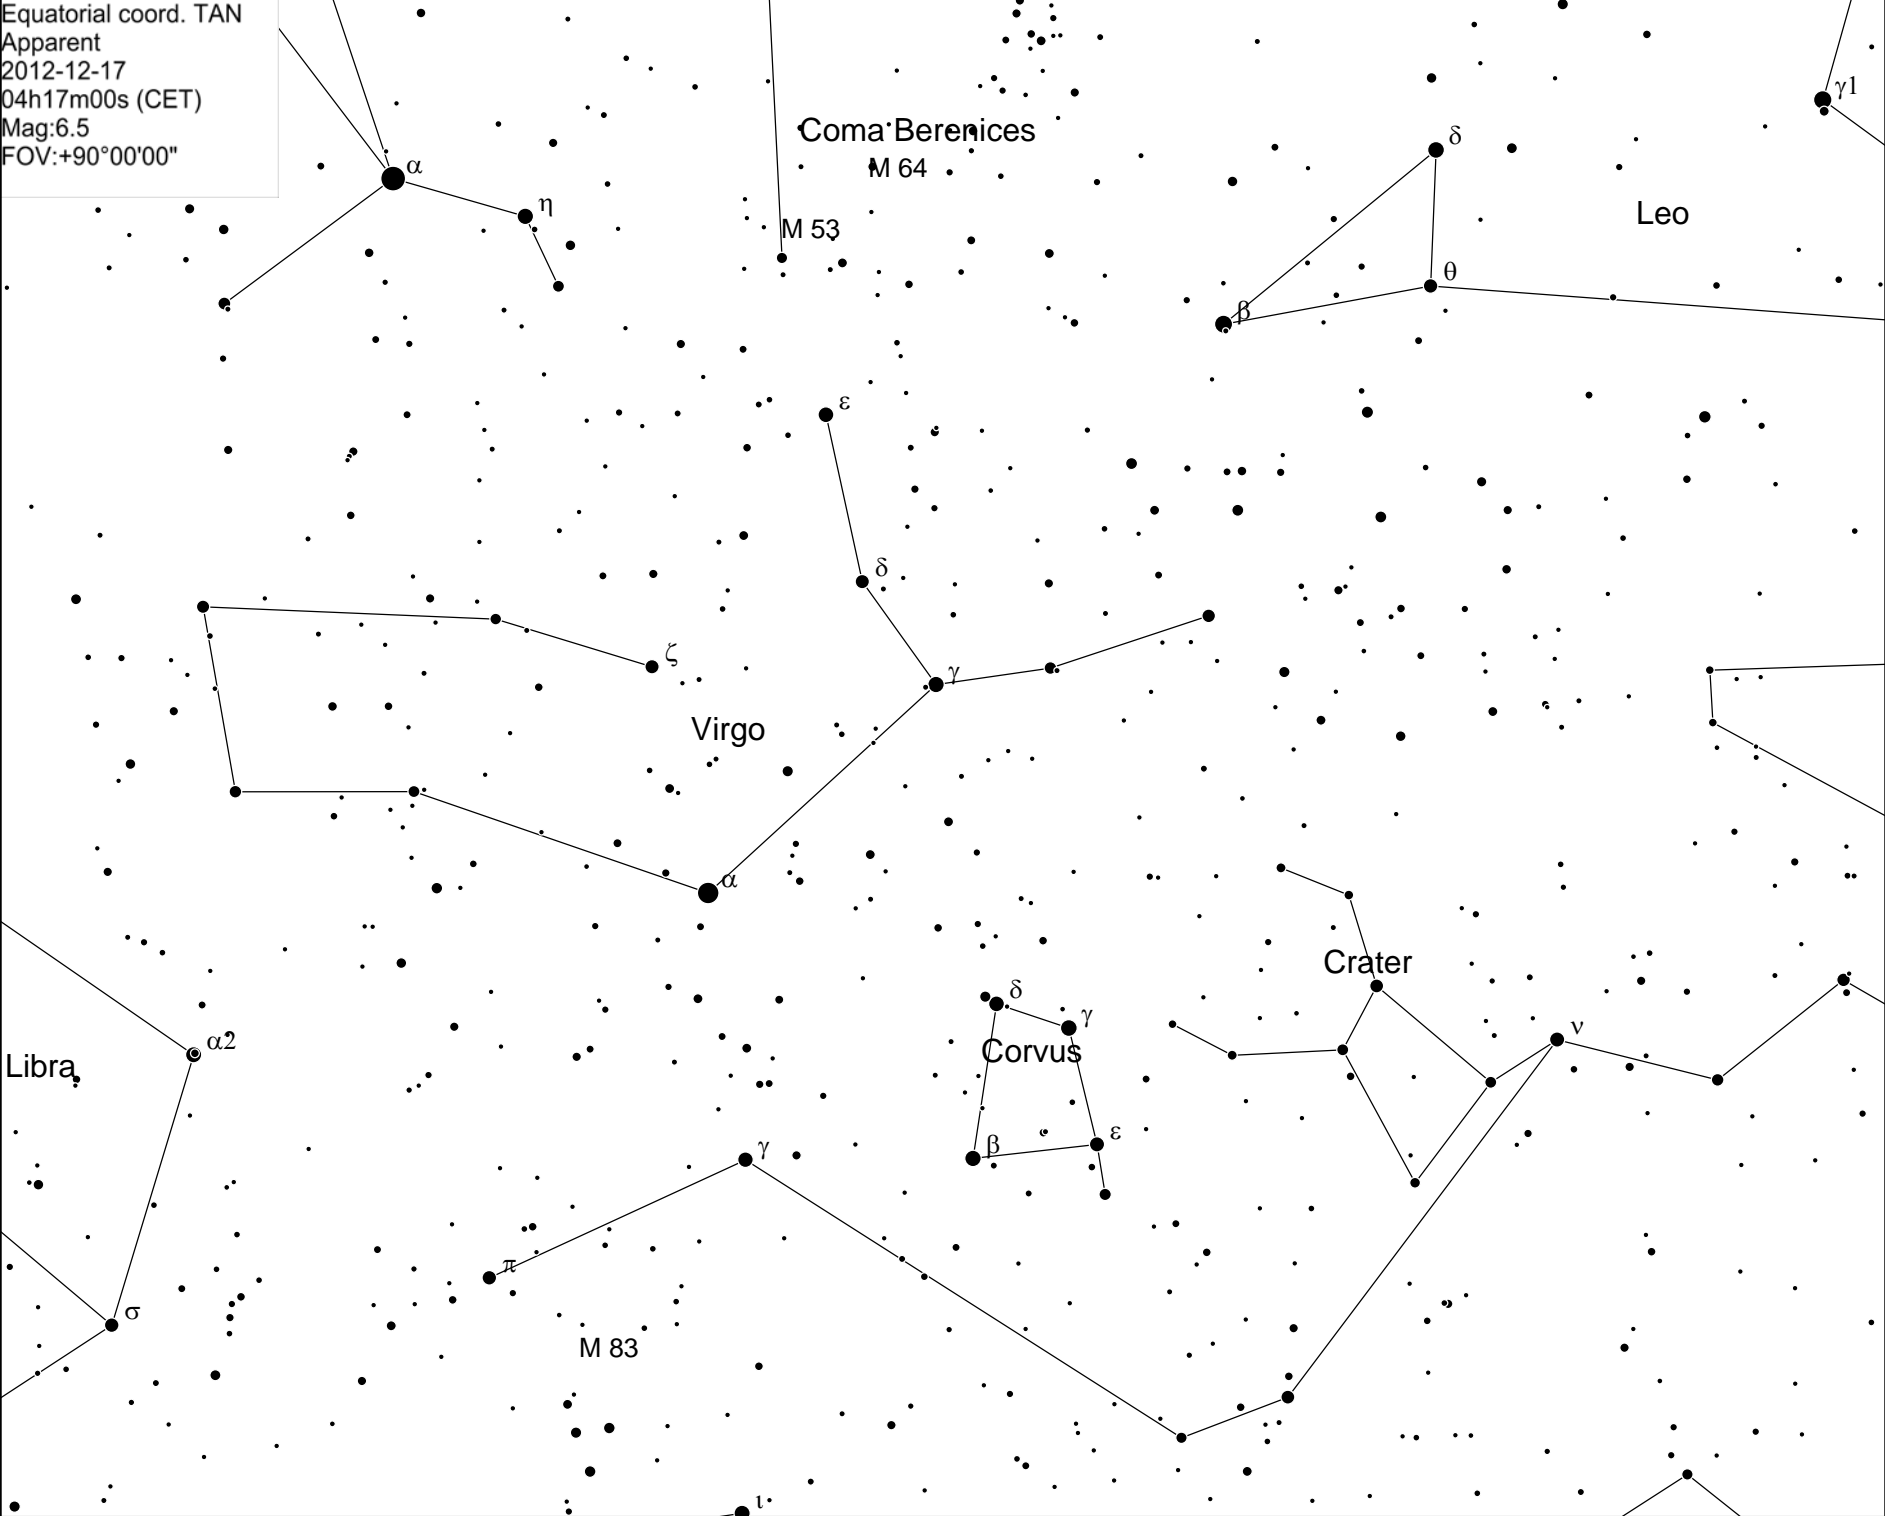 Equatorial coord. TAN
Apparent
2012-12-17
04h17m00s (CET)
Mag:6.5
FOV:+90°00'00"
γ1
Coma Berenices
δ
α
M 64
η
Leo
M 53
θ
β
ε
δ
ζ
γ
Virgo
α
Crater
δ
γ
ν
α2
Corvus
Libra
ε
β
γ
π
σ
M 83
ι